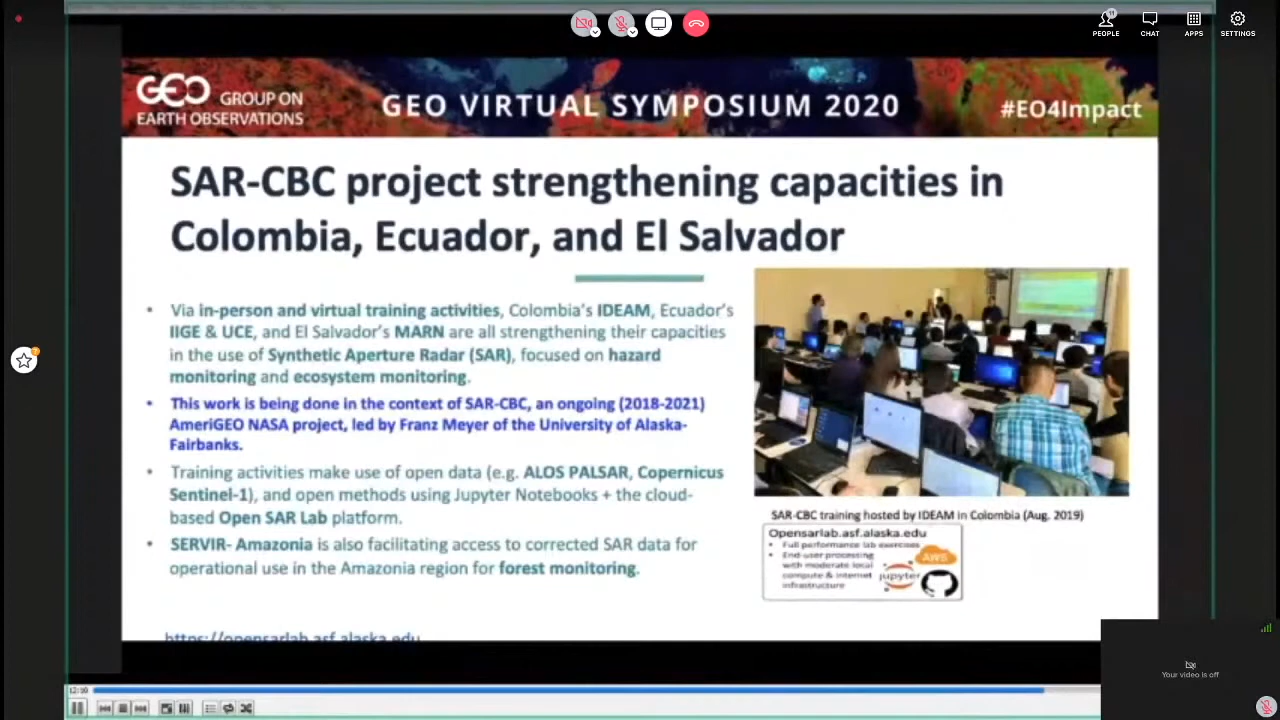 11
PEOPLE
CHAT
APPS
SETTINGS
GEO GROUP ON
EARTH OBSERVATIONS
GEO VIRTUAL SYMPOSIUM 2020
#EO4Impact
SAR-CBC project strengthening capacities in
Colombia, Ecuador, and El Salvador
• Via in-person and virtual training activities, Colombia's IDEAM, Ecuador's
IIGE & UCE, and El Salvador's MARN are all strengthening their capacities
in the use of Synthetic Aperture Radar (SAR), focused on hazard
monitoring and ecosystem monitoring.
• This work is being done in the context of SAR-CBC, an ongoing (2018-2021)
AmeriGEO NASA project, led by Franz Meyer of the University of Alaska-
Fairbanks.
• Training activities make use of open data (e.g. ALOS PALSAR, Copernicus
Sentinel-1), and open methods using Jupyter Notebooks + the cloud-
based Open SAR Lab platform.
• SERVIR- Amazonia is also facilitating access to corrected SAR data for
operational use in the Amazonia region for forest monitoring.
https://opensarlab.asf.alaska.edu
SAR-CBC training hosted by IDEAM in Colombia (Aug. 2019)
Opensarlab.asf.alaska.edu
• Full performance lab exercises
• End-user processing
with moderate local
compute & internet
infrastructure
AWS
jupyter
12:10
Your video is off